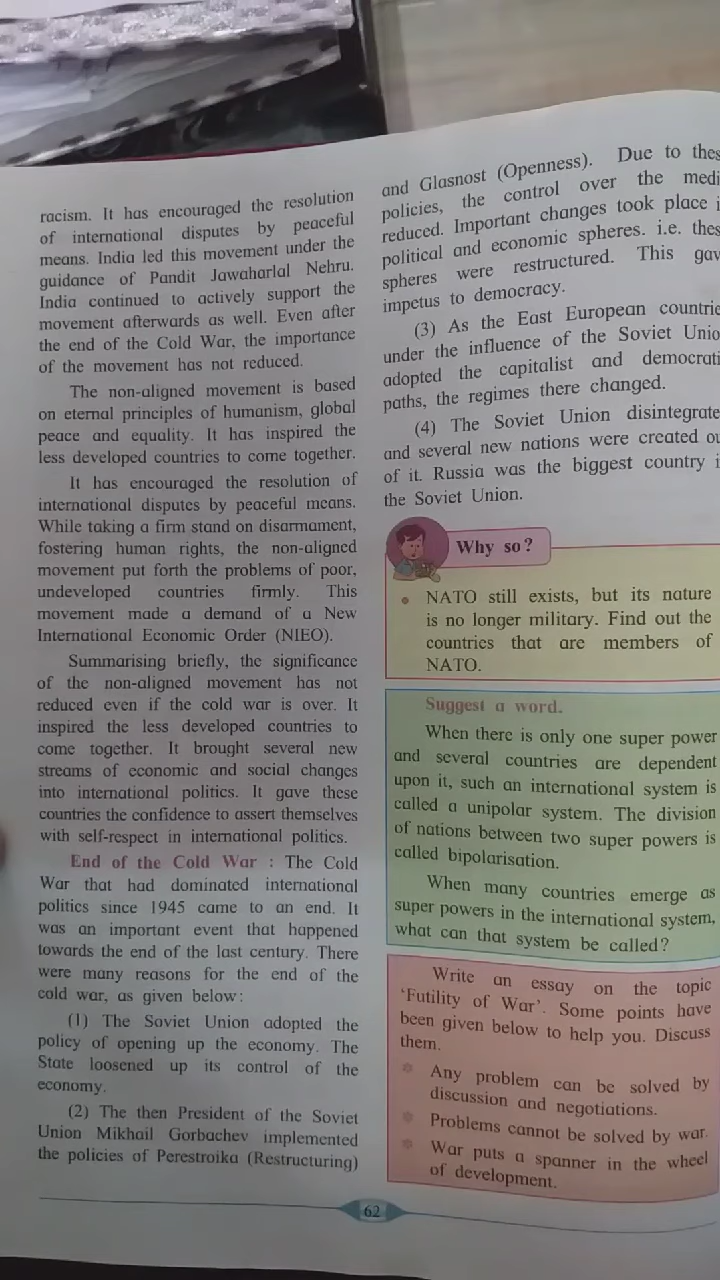 racism. It has encouraged the resolution
of international disputes by peaceful
means. India led this movement under the
guidance of Pandit Jawaharlal Nehru.
India continued to actively support the
movement afterwards as well. Even after
the end of the Cold War, the importance
of the movement has not reduced.
The non-aligned movement is based
on eternal principles of humanism, global
peace and equality. It has inspired the
less developed countries to come together.
It has encouraged the resolution of
international disputes by peaceful means.
While taking a firm stand on disarmament,
fostering human rights, the non-aligned
movement put forth the problems of poor,
undeveloped countries firmly. This
movement made a demand of a New
International Economic Order (NIEO).
Summarising briefly, the significance
of the non-aligned movement has not
reduced even if the cold war is over. It
inspired the less developed countries to
come together. It brought several new
streams of economic and social changes
into international politics. It gave these
countries the confidence to assert themselves
with self-respect in international politics.
End of the Cold War : The Cold
War that had dominated international
politics since 1945 came to an end. It
was an important event that happened
towards the end of the last century. There
were many reasons for the end of the
cold war, as given below:
(1) The Soviet Union adopted the
policy of opening up the economy. The
State loosened up its control of the
economy.
(2) The then President of the Soviet
Union Mikhail Gorbachev implemented
the policies of Perestroika (Restructuring)
and Glasnost (Openness). Due to thes
policies, the control over the medi
reduced. Important changes took place i
political and economic spheres. i.e. thes
spheres were restructured. This gav
impetus to democracy.
(3) As the East European countrie
under the influence of the Soviet Unio
adopted the capitalist and democrati
paths, the regimes there changed.
(4) The Soviet Union disintegrate
and several new nations were created ou
of it. Russia was the biggest country i
the Soviet Union.
Why so?
• NATO still exists, but its nature
is no longer military. Find out the
countries that are members of
NATO.
Suggest a word.
When there is only one super power
and several countries are dependent
upon it, such an international system is
called a unipolar system. The division
of nations between two super powers is
called bipolarisation.
When many countries emerge as
super powers in the international system,
what can that system be called?
Write an essay on the topic
'Futility of War'. Some points have
been given below to help you. Discuss
them.
Any problem can be solved by
discussion and negotiations.
Problems cannot be solved by war.
War puts a spanner in the wheel
of development.
62